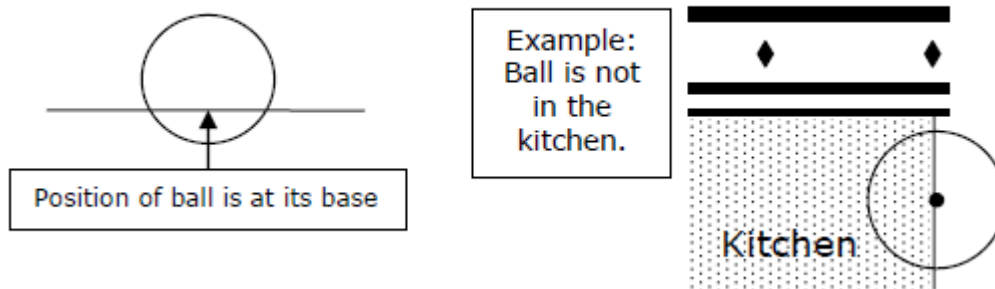 Position of ball is at its base
Example:
Ball is not
in the
kitchen.
Kitchen